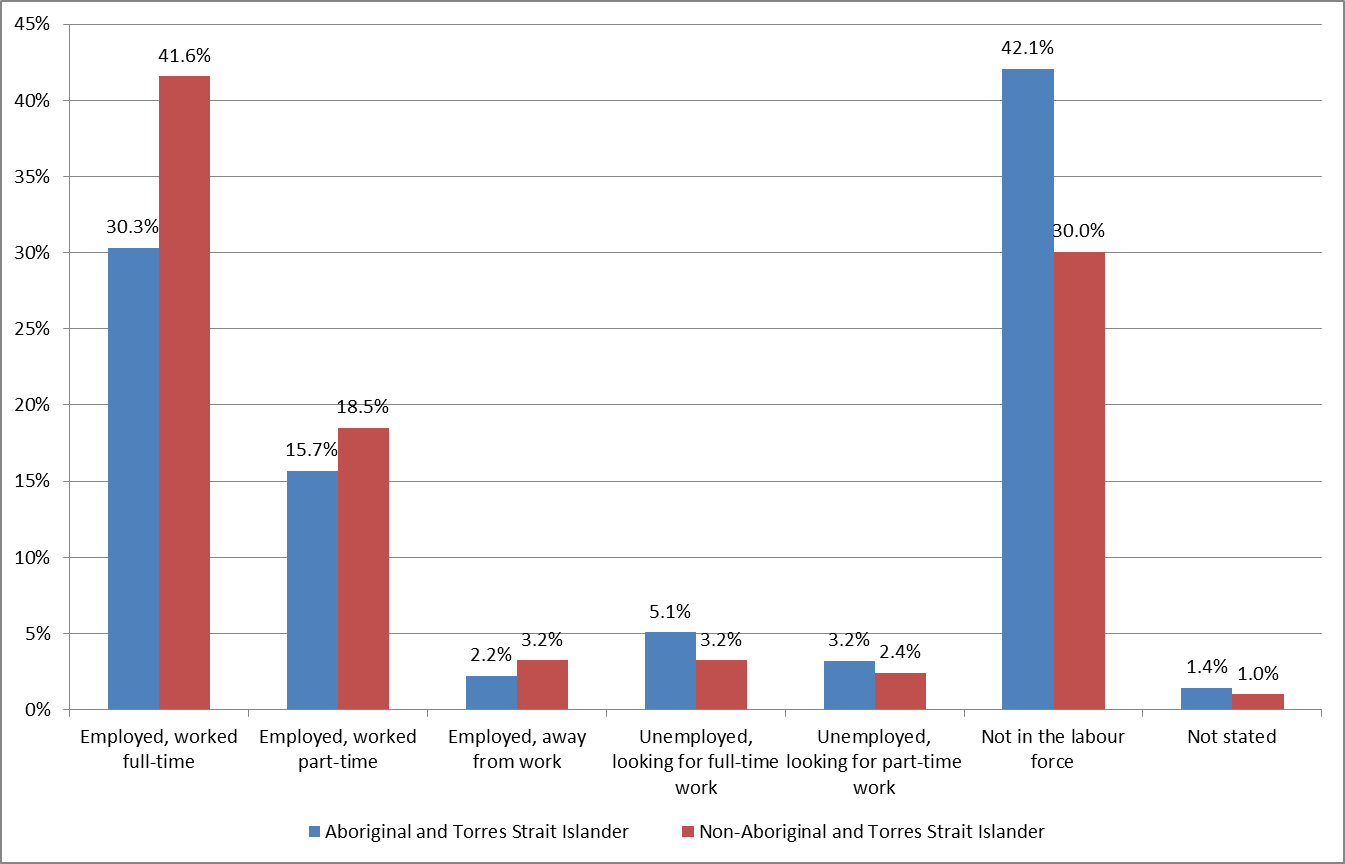 45%
40%
35%
30%
25%
20%
15%
10%
5%
0%
30.3%
41.6%
15.7%
18.5%
2.2%
3.2%
5.1%
3.2%
3.2%
2.4%
42.1%
30.0%
1.4%
1.0%
Employed, worked
full-time
Employed, worked
part-time
Employed, away
from work
Unemployed,
looking for full-time
work
Unemployed,
looking for part-time
work
Not in the labour
force
Not stated
Aboriginal and Torres Strait Islander
Non-Aboriginal and Torres Strait Islander